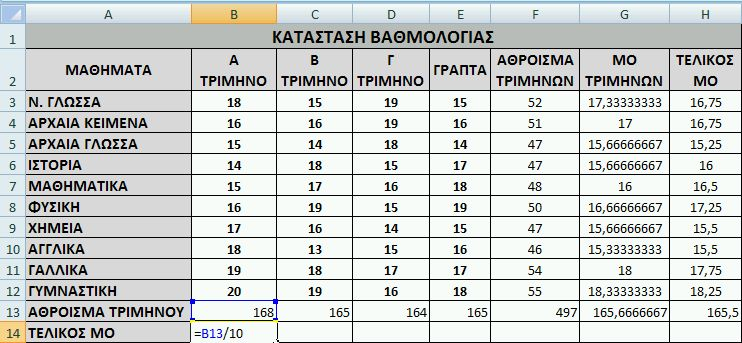 A B C D E F G H
1 ΚΑΤΑΣΤΑΣΗ ΒΑΘΜΟΛΟΓΙΑΣ
2 ΜΑΘΗΜΑΤΑ Α ΤΡΙΜΗΝΟ Β ΤΡΙΜΗΝΟ Γ ΤΡΙΜΗΝΟ ΓΡΑΠΤΑ ΑΘΡΟΙΣΜΑ ΤΡΙΜΗΝΩΝ ΜΟ ΤΡΙΜΗΝΩΝ ΤΕΛΙΚΟΣ ΜΟ
3 Ν. ΓΛΩΣΣΑ 18 15 19 15 52 17,33333333 16,75
4 ΑΡΧΑΙΑ ΚΕΙΜΕΝΑ 16 16 19 16 51 17 16,75
5 ΑΡΧΑΙΑ ΓΛΩΣΣΑ 15 14 18 14 47 15,66666667 15,25
6 ΙΣΤΟΡΙΑ 14 18 15 17 47 15,66666667 16
7 ΜΑΘΗΜΑΤΙΚΑ 15 17 16 18 48 16 16,5
8 ΦΥΣΙΚΗ 16 19 15 19 50 16,66666667 17,25
9 ΧΗΜΕΙΑ 17 16 14 15 47 15,66666667 15,5
10 ΑΓΓΛΙΚΑ 18 13 15 16 46 15,33333333 15,5
11 ΓΑΛΛΙΚΑ 19 18 17 17 54 18 17,75
12 ΓΥΜΝΑΣΤΙΚΗ 20 19 16 18 55 18,33333333 18,25
13 ΑΘΡΟΙΣΜΑ ΤΡΙΜΗΝΟΥ 168 165 164 165 497 165,6666667 165,5
14 ΤΕΛΙΚΟΣ ΜΟ =B13/10